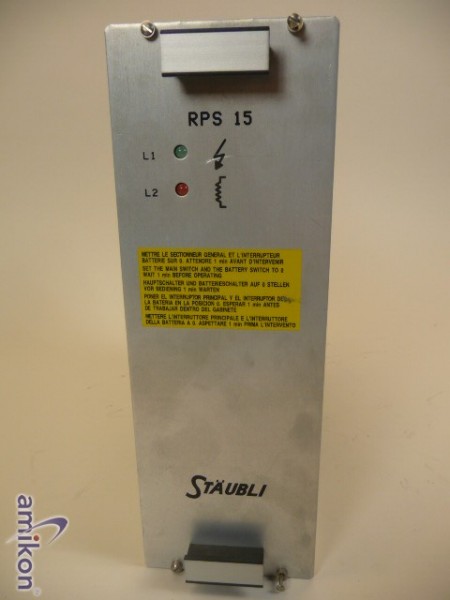 RPS 15
L1
L2
METTRE LE SECTIONNEUR GENERAL ET L'INTERRUPTEUR
BATTERIE SUR 0. ATTENDRE 1 min AVANT D'INTERVENIR
SET THE MAIN SWITCH AND THE BATTERY SWITCH TO 0
WAIT 1 min BEFORE OPERATING
HAUPTSCHALTER UND BATTERIESCHALTER AUF 0 STELLEN
VOR BEDIENING 1 min WARTEN
PONER EL INTERRUPTOR PRINCIPAL Y EL INTERRUPTOR DE
LA BATERIA EN LA POSICION 0. ESPERAR 1 min ANTES
DE TRABAJAR DENTRO DEL GABINETE
METTERE L'INTERRUTTORE PRINCIPALE E L'INTERRUTTORE
DELLA BATTERIA A 0. ASPETTARE 1 min PRIMA L'INTERVENTO
STÄUBLI
amikon®